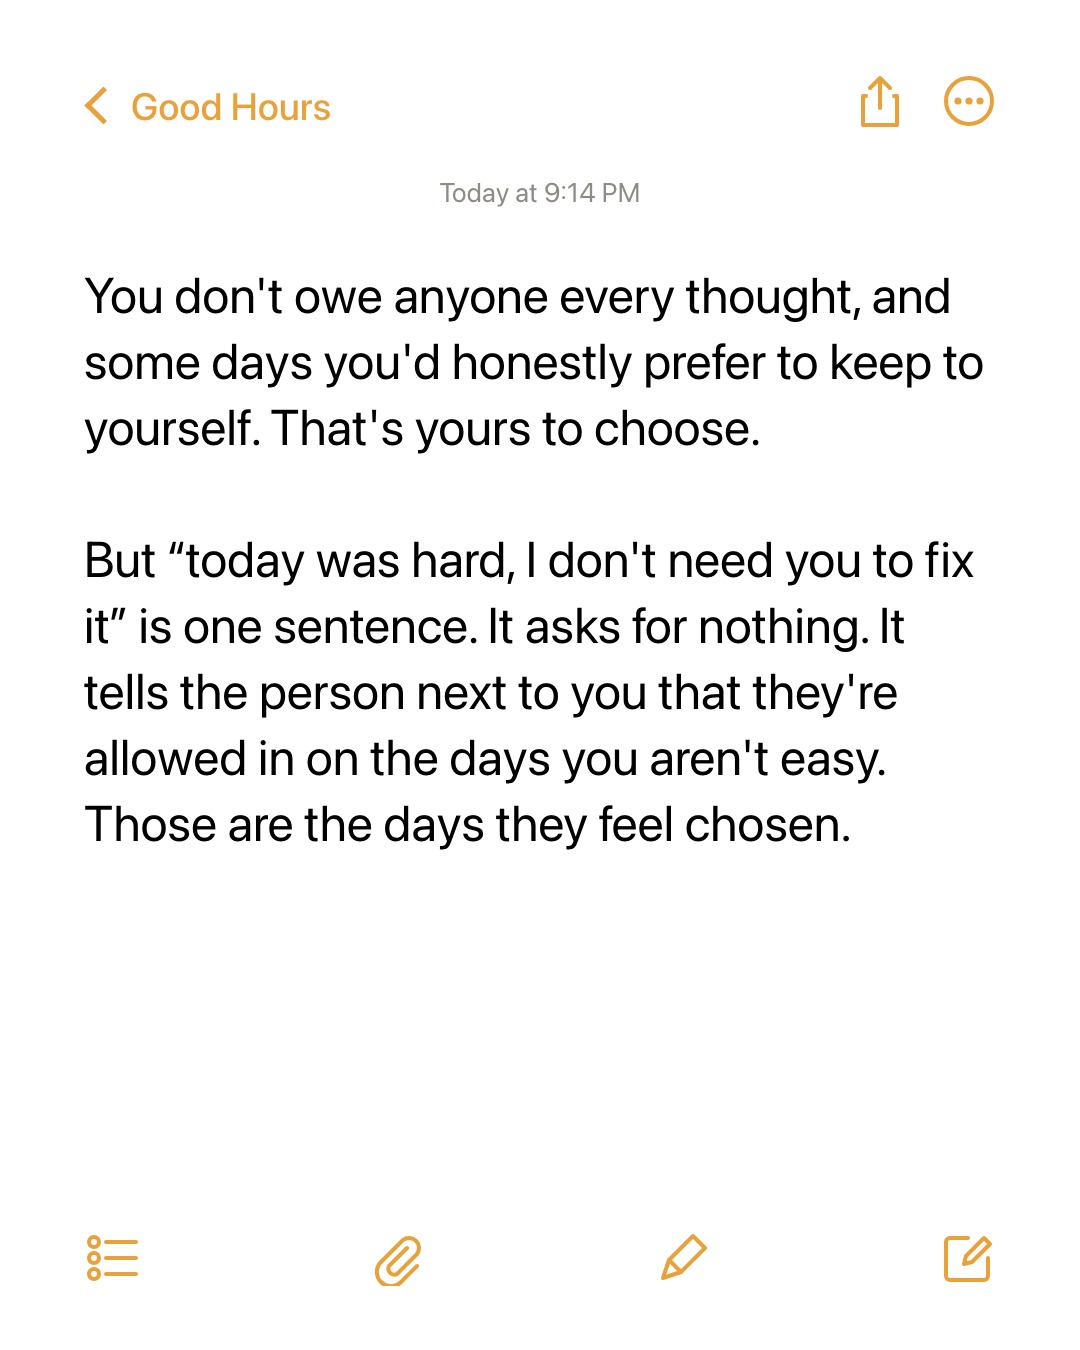 Good Hours
Today at 9:14 PM
You don't owe anyone every thought, and
some days you'd honestly prefer to keep to
yourself. That's yours to choose.
But “today was hard, I don't need you to fix
it” is one sentence. It asks for nothing. It
tells the person next to you that they're
allowed in on the days you aren't easy.
Those are the days they feel chosen.